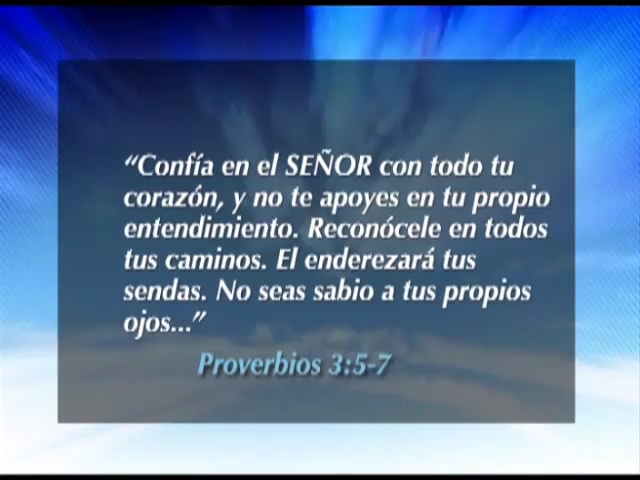 “Confía en el SEÑOR con todo tu
corazón, y no te apoyes en tu propio
entendimiento. Reconócele en todos
tus caminos. El enderezará tus
sendas. No seas sabio a tus propios
ojos...”
Proverbios 3:5-7